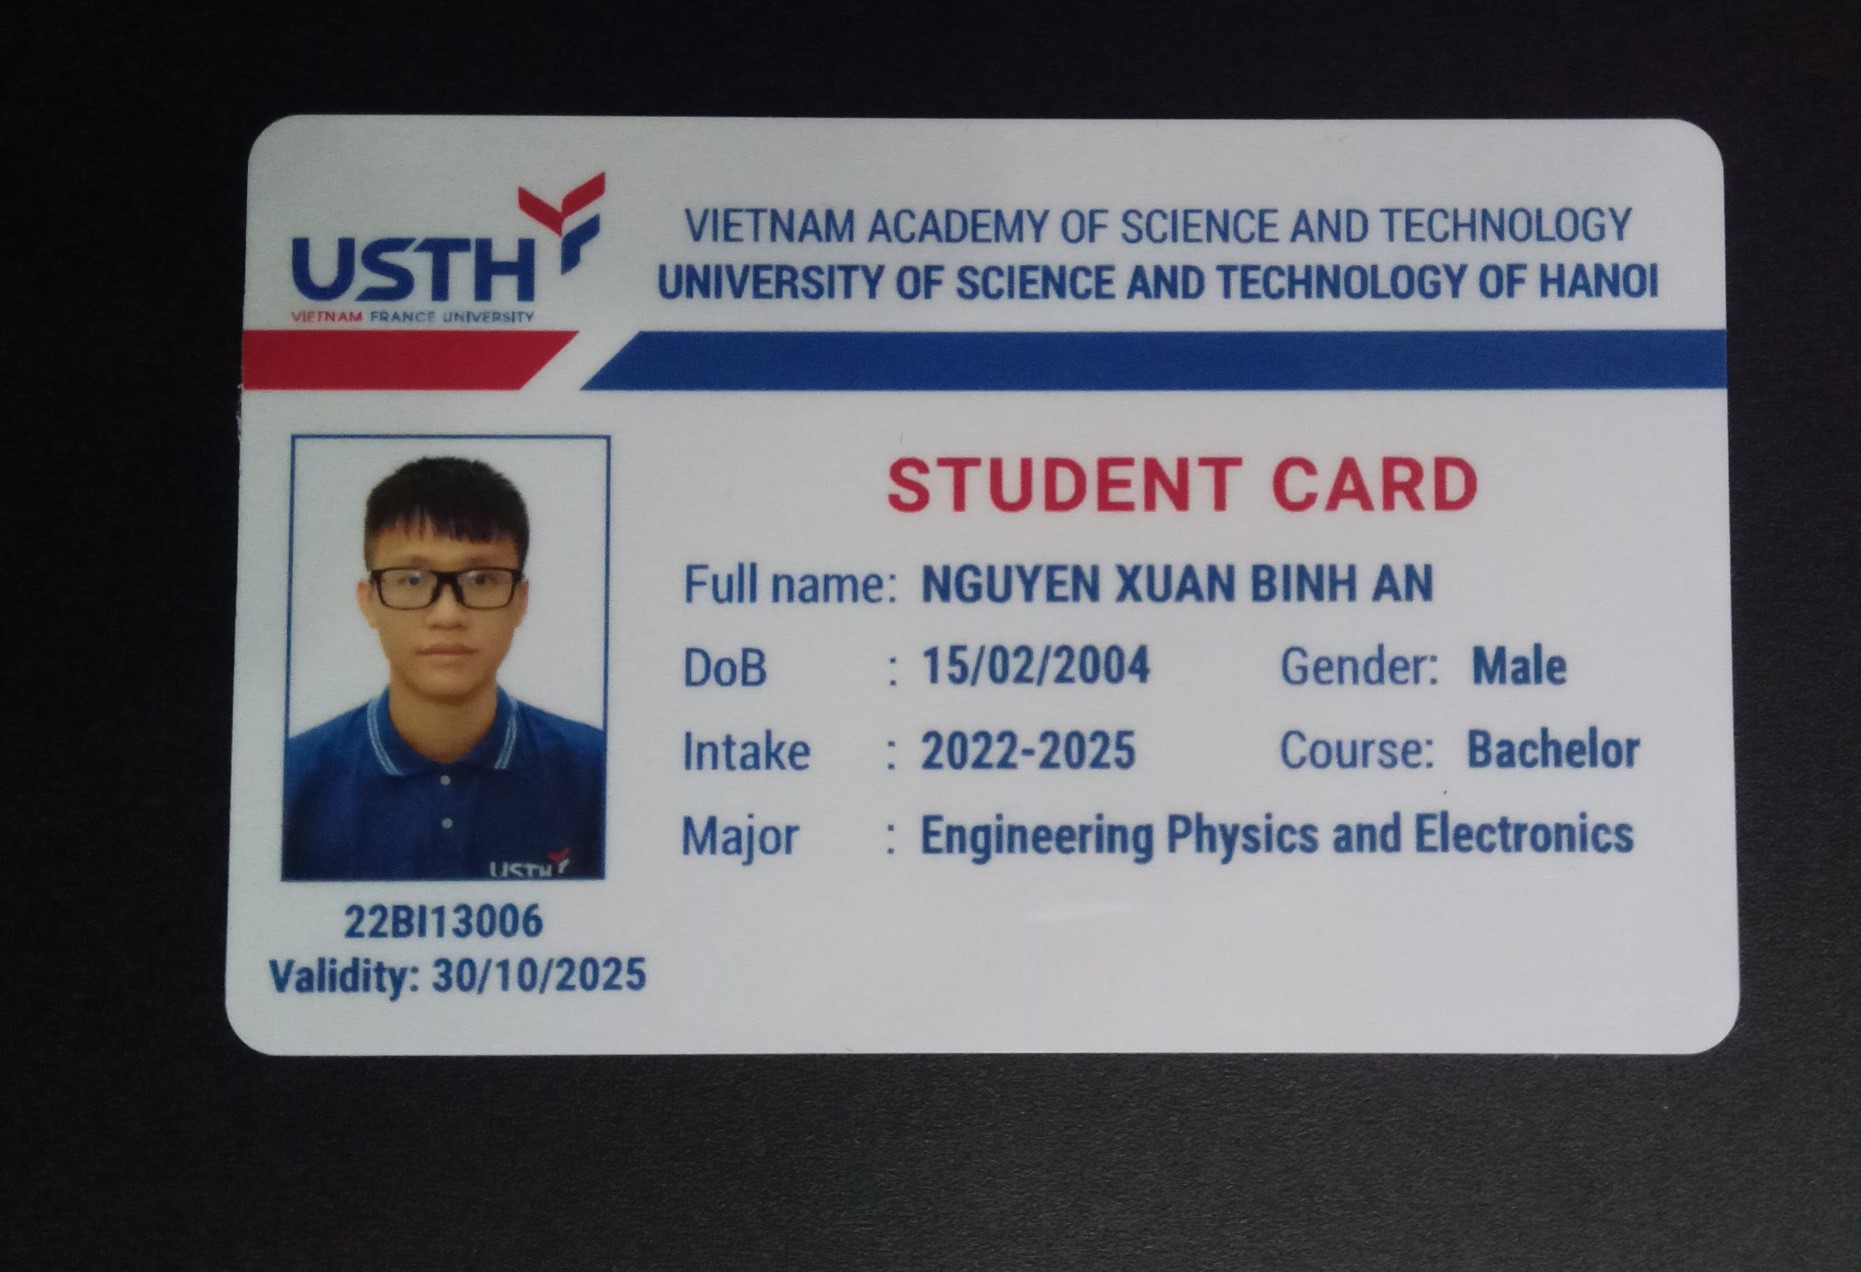 USTH
VIETNAM FRANCE UNIVERSITY
VIETNAM ACADEMY OF SCIENCE AND TECHNOLOGY
UNIVERSITY OF SCIENCE AND TECHNOLOGY OF HANOI
STUDENT CARD
Full name: NGUYEN XUAN BINH AN
DoB : 15/02/2004 Gender: Male
Intake : 2022-2025 Course: Bachelor
Major : Engineering Physics and Electronics
USTH
22BI13006
Validity: 30/10/2025